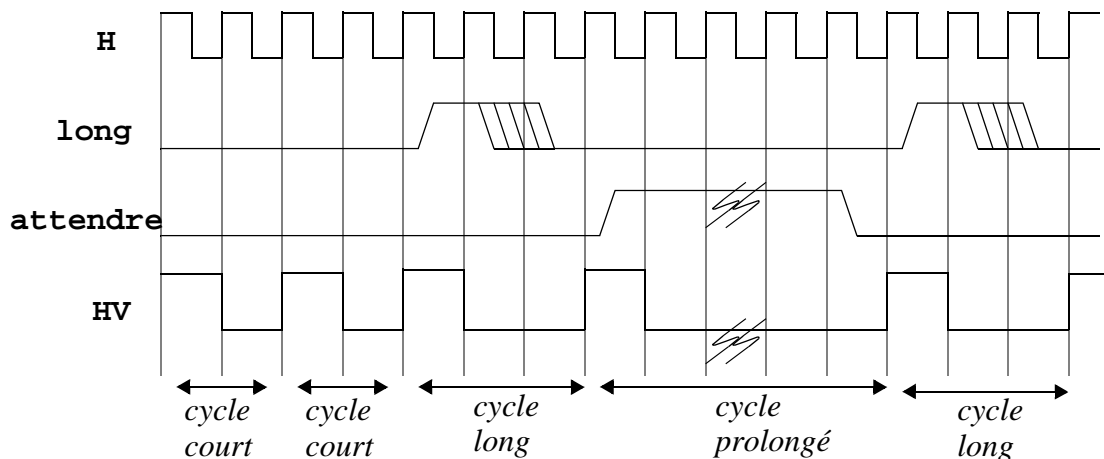 H
long
attendre
HV
cycle court
cycle court
cycle long
cycle prolongé
cycle long